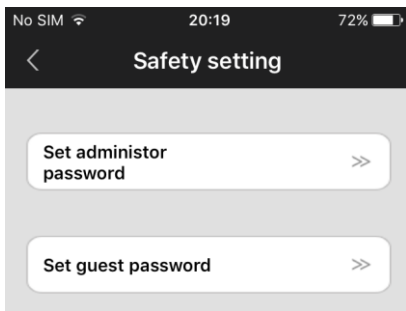 No SIM 20:19 72%
Safety setting
Set administor
password
Set guest password